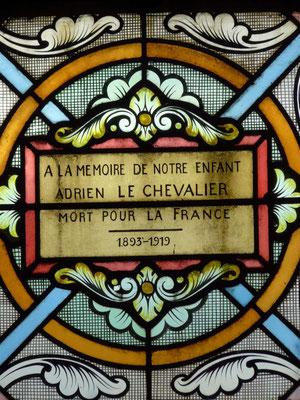 A LA MEMOIRE DE NOTRE ENFANT
ADRIEN LE CHEVALIER
MORT POUR LA FRANCE
1893-1919